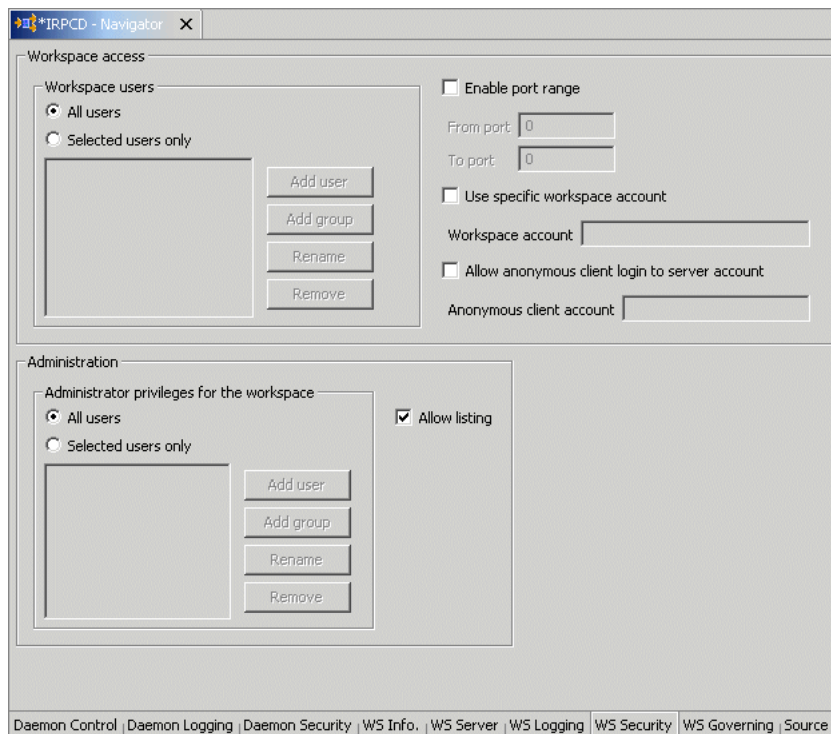 *IRPCD - Navigator X
Workspace access
Workspace users
All users
Selected users only
Add user
Add group
Rename
Remove
Enable port range
From port 0
To port 0
Use specific workspace account
Workspace account
Allow anonymous client login to server account
Anonymous client account
Administration
Administrator privileges for the workspace
All users
Selected users only
Add user
Add group
Rename
Remove
Allow listing
Daemon Control Daemon Logging Daemon Security WS Info. WS Server WS Logging WS Security WS Governing Source